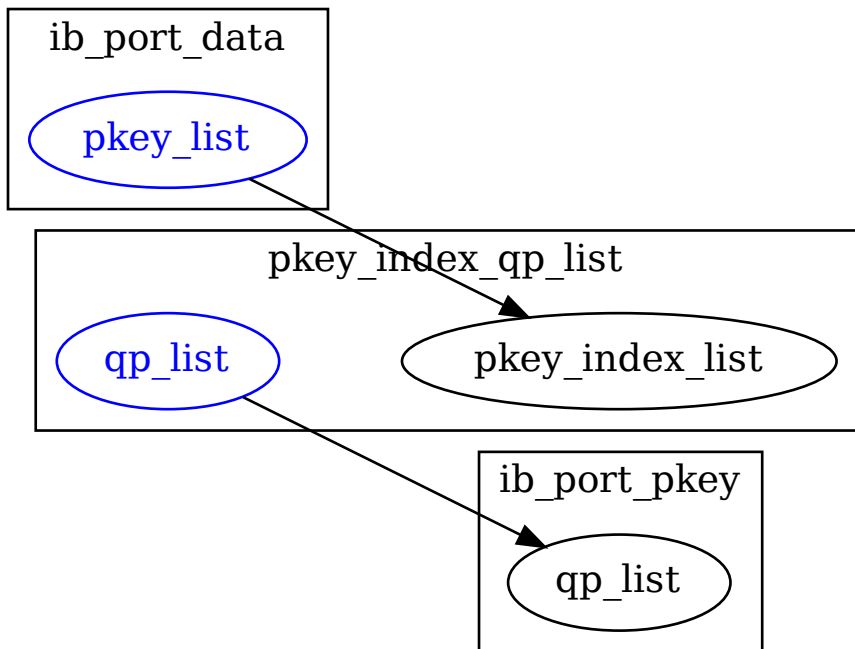 ib_port_data
pkey_list
pkey_index_qp_list
qp_list
pkey_index_list
ib_port_pkey
qp_list